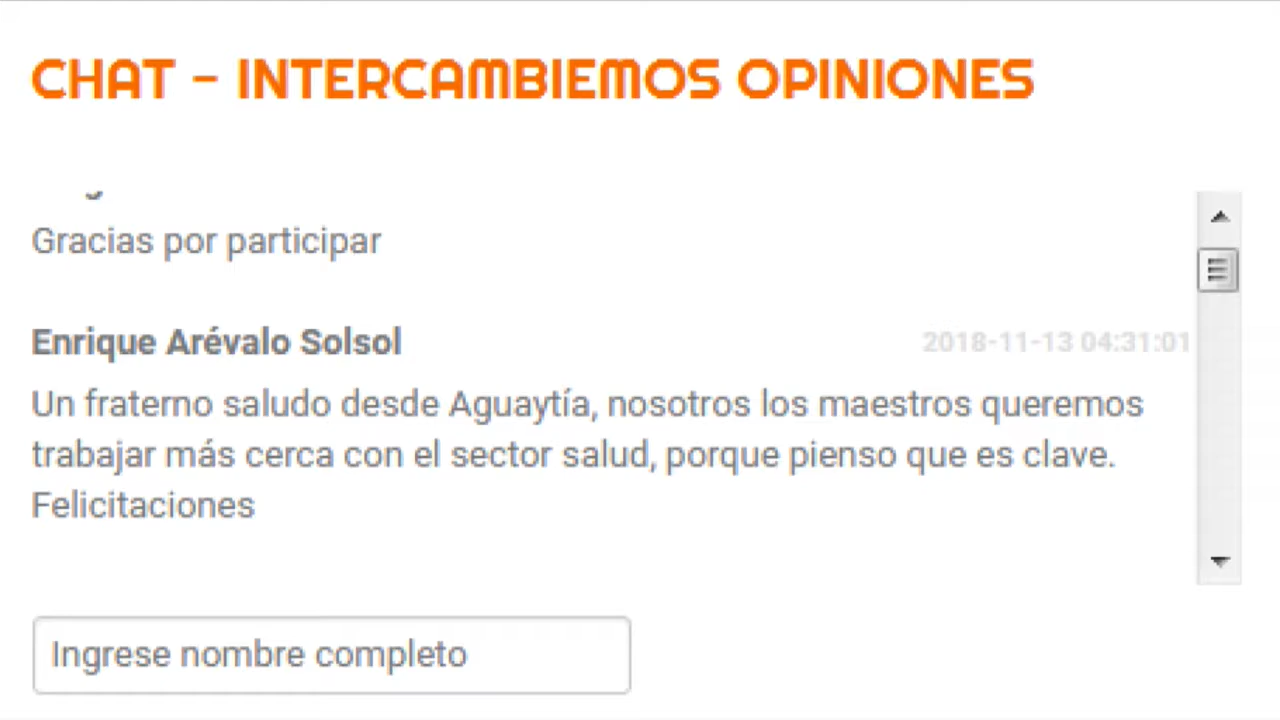 CHAT - INTERCAMBIEMOS OPINIONES
Gracias por participar
Enrique Arévalo Solsol 2018-11-13 04:31:01
Un fraterno saludo desde Aguaytía, nosotros los maestros queremos
trabajar más cerca con el sector salud, porque pienso que es clave.
Felicitaciones
Ingrese nombre completo